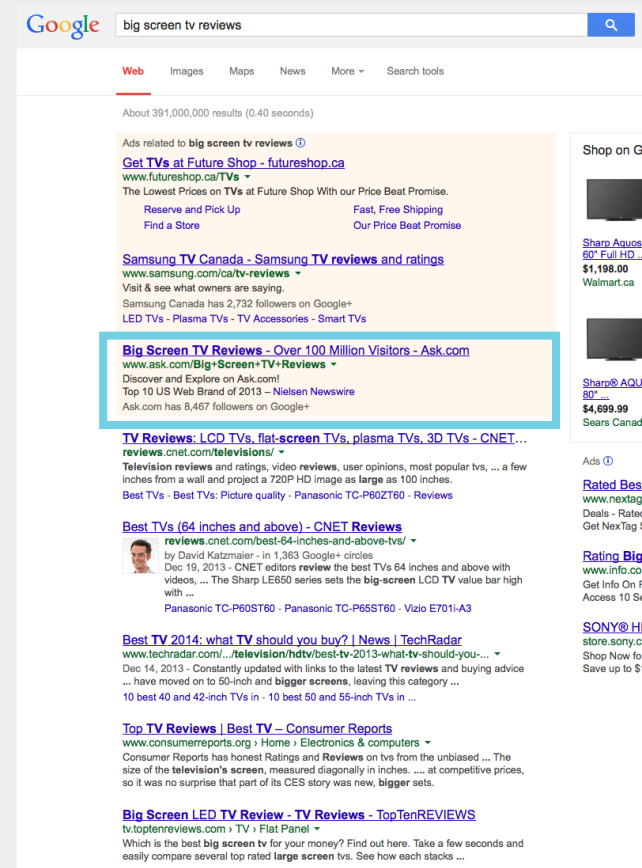 Google
big screen tv reviews
Web Images Maps News More Search tools
About 391,000,000 results (0.40 seconds)
Ads related to big screen tv reviews
Get TVs at Future Shop - futureshop.ca
www.futureshop.ca/TVs
The Lowest Prices on TVs at Future Shop With our Price Beat Promise.
Reserve and Pick Up Fast, Free Shipping
Find a Store Our Price Beat Promise
Samsung TV Canada - Samsung TV reviews and ratings
www.samsung.com/ca/tv-reviews
Visit & see what owners are saying.
Samsung Canada has 2,732 followers on Google+
LED TVs - Plasma TVs - TV Accessories - Smart TVs
Big Screen TV Reviews - Over 100 Million Visitors - Ask.com
www.ask.com/Big+Screen+TV+Reviews
Discover and Explore on Ask.com!
Top 10 US Web Brand of 2013 – Nielsen Newswire
Ask.com has 8,467 followers on Google+
TV Reviews: LCD TVs, flat-screen TVs, plasma TVs, 3D TVs - CNET...
reviews.cnet.com/televisions/
Television reviews and ratings, video reviews, user opinions, most popular tvs, ... a few
inches from a wall and project a 720P HD image as large as 100 inches.
Best TVs - Best TVs: Picture quality - Panasonic TC-P60ZT60 - Reviews
Best TVs (64 inches and above) - CNET Reviews
reviews.cnet.com/best-64-inches-and-above-tvs/
by David Katzmaier - in 1,363 Google+ circles
Dec 19, 2013 - CNET editors review the best TVs 64 inches and above with
videos, ... The Sharp LE650 series sets the big-screen LCD TV value bar high
with ...
Panasonic TC-P60ST60 - Panasonic TC-P65ST60 - Vizio E701i-A3
Best TV 2014: what TV should you buy? | News | TechRadar
www.techradar.com/.../television/hdtv/best-tv-2013-what-tv-should-you-...
Dec 14, 2013 - Constantly updated with links to the latest TV reviews and buying advice
... have moved on to 50-inch and bigger screens, leaving this category ...
10 best 40 and 42-inch TVs in - 10 best 50 and 55-inch TVs in ...
Top TV Reviews | Best TV – Consumer Reports
www.consumerreports.org › Home › Electronics & computers
Consumer Reports has honest Ratings and Reviews on tvs from the unbiased ... The
size of the television's screen, measured diagonally in inches. .... at competitive prices,
so it was no surprise that part of its CES story was new, bigger sets.
Big Screen LED TV Review - TV Reviews - TopTenREVIEWS
tv.toptenreviews.com › TV › Flat Panel
Which is the best big screen tv for your money? Find out here. Take a few seconds and
easily compare several top rated large screen tvs. See how each stacks ...
Shop on G
Sharp Aquos
60" Full HD ...
$1,198.00
Walmart.ca
Sharp® AQU
80" ...
$4,699.99
Sears Canad
Ads
Rated Bes
www.nextag
Deals - Rated
Get NexTag S
Rating Big
www.info.co
Get Info On R
Access 10 Se
SONY® H
store.sony.c
Shop Now fo
Save up to $